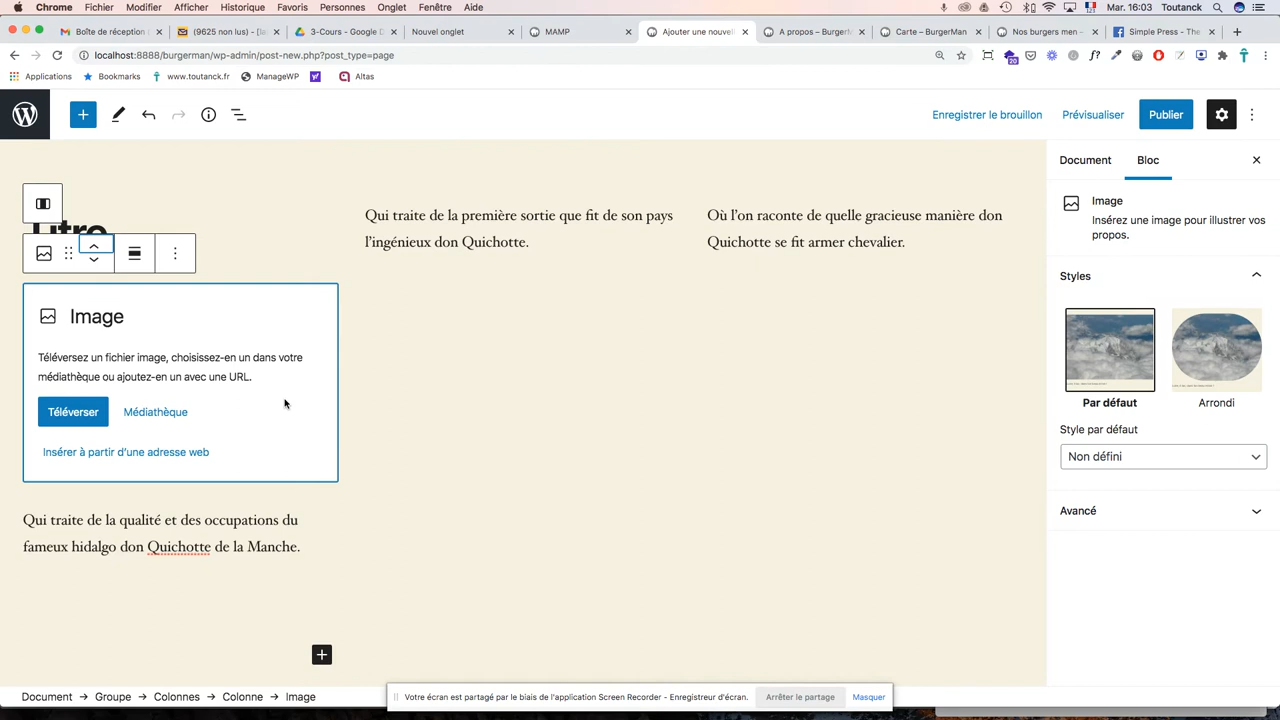 Chrome Fichier Modifier Afficher Historique Favoris Personnes Onglet Fenêtre Aide Mar. 16:03 Toutanck
Boîte de réception (9625 non lus) - [la 3-Cours - Google D Nouvel onglet MAMP Ajouter une nouvell A propos – BurgerM Carte – BurgerMan Nos burgers men – Simple Press - The
localhost:8888/burgerman/wp-admin/post-new.php?post_type=page
20
Applications Bookmarks www.toutanck.fr ManageWP Altas
Enregistrer le brouillon Prévisualiser Publier
Document Bloc
Titre
Qui traite de la première sortie que fit de son pays
l’ingénieux don Quichotte.
Où l’on raconte de quelle gracieuse manière don
Quichotte se fit armer chevalier.
Image
Insérez une image pour illustrer vos
propos.
Styles
Par défaut Arrondi
Style par défaut
Non défini
Avancé
Image
Téléversez un fichier image, choisissez-en un dans votre
médiathèque ou ajoutez-en un avec une URL.
Téléverser Médiathèque
Insérer à partir d’une adresse web
Qui traite de la qualité et des occupations du
fameux hidalgo don Quichotte de la Manche.
Document → Groupe → Colonnes → Colonne → Image
Votre écran est partagé par le biais de l'application Screen Recorder - Enregistreur d'écran. Arrêter le partage Masquer